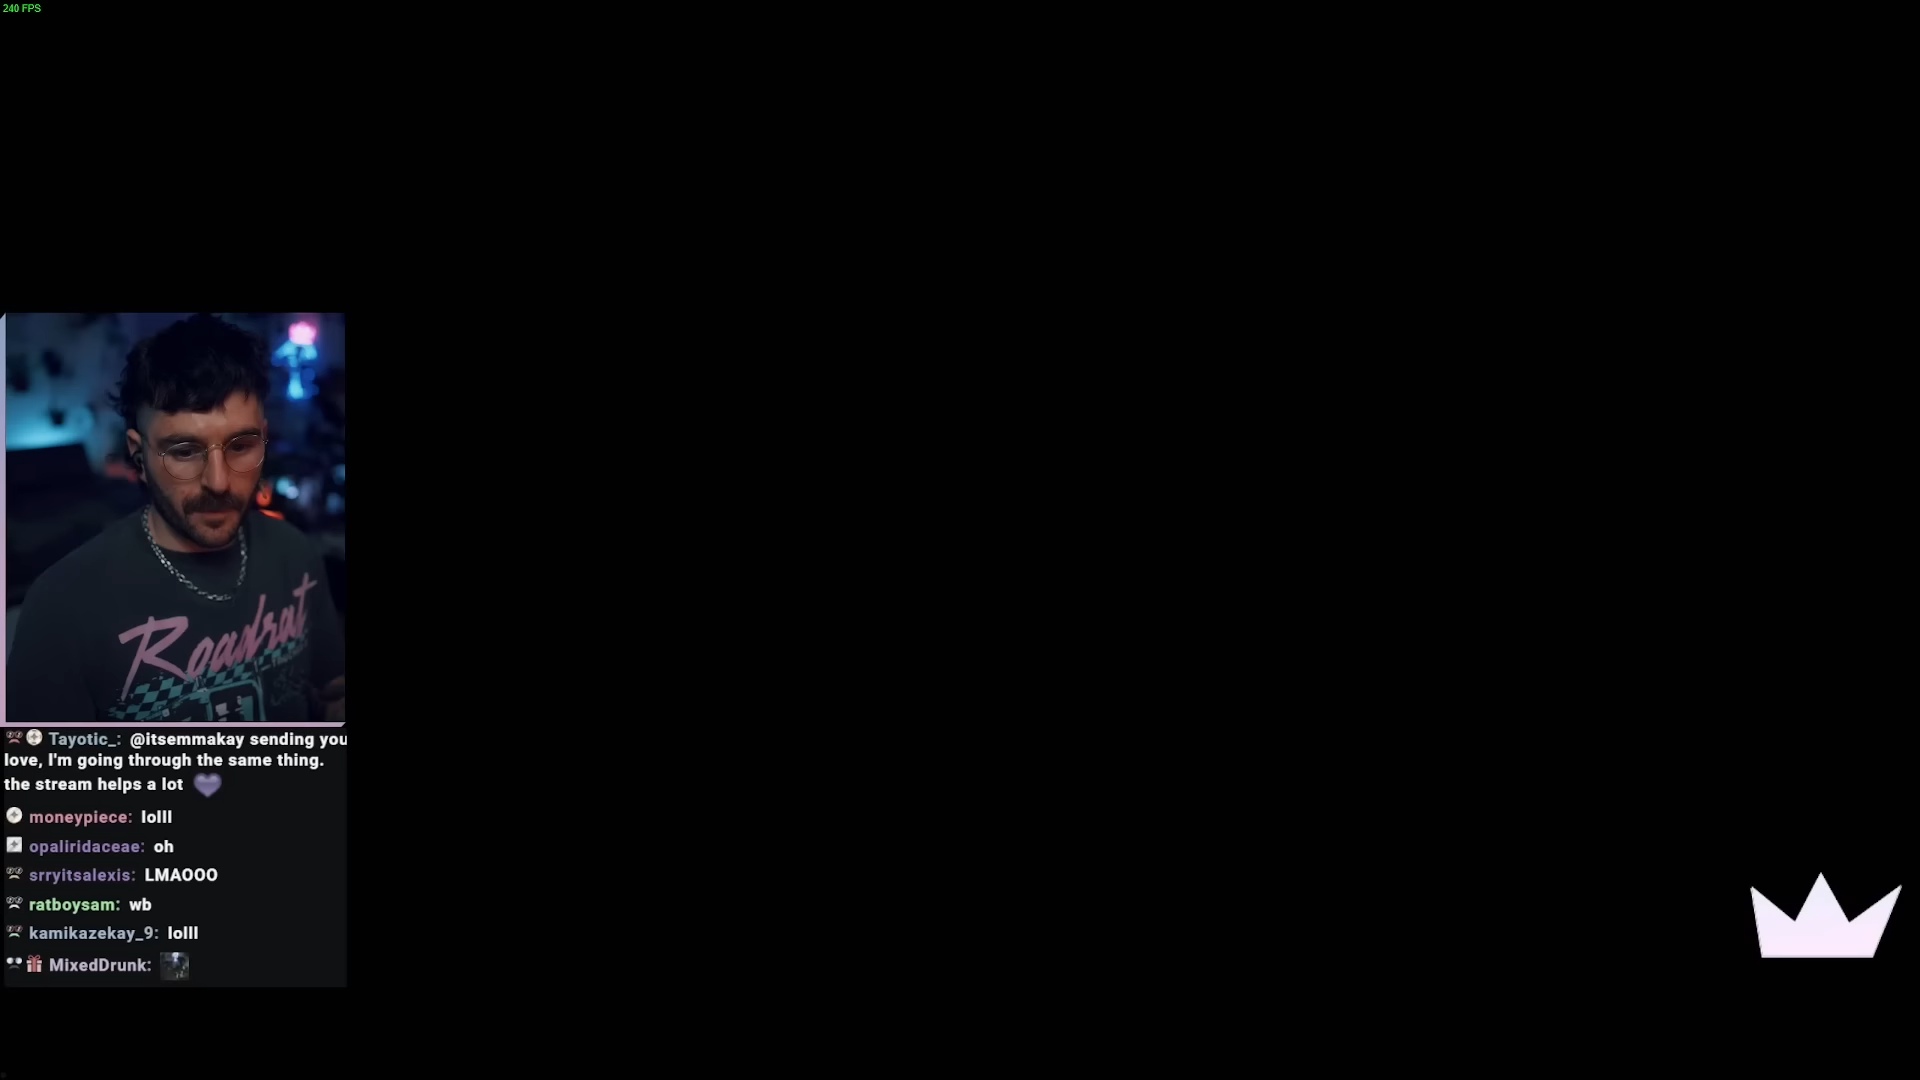 240 FPS
Roadrat
Tayotic_: @itsemmakay sending you
love, I'm going through the same thing.
the stream helps a lot
moneypiece: lolll
opaliridaceae: oh
srryitsalexis: LMAOOO
ratboysam: wb
kamikazekay_9: lolll
MixedDrunk: